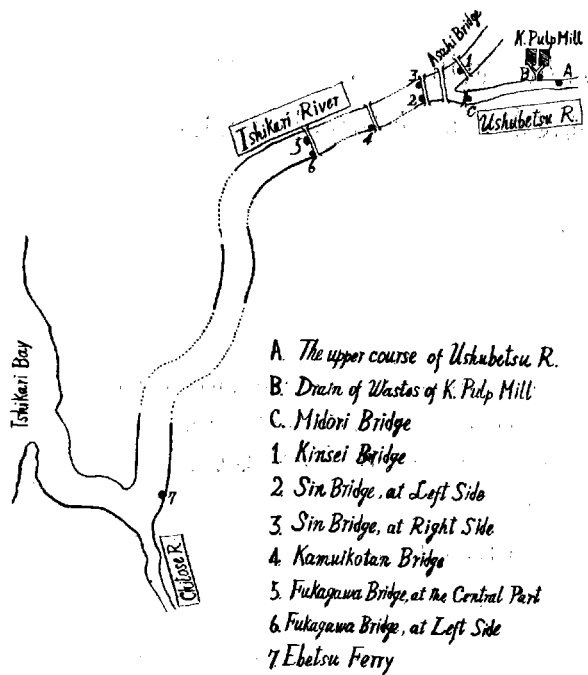 K. Pulp Mill
Asahi Bridge
1
3
B
A
2
C
Ushubetsu R.
Ishikari River
4
5
6
Ishikari Bay
7
Chitose R.
A. The upper course of Ushubetsu R.
B. Drain of Wastes of K. Pulp Mill
C. Midori Bridge
1 Kinsei Bridge
2 Sin Bridge, at Left Side
3. Sin Bridge, at Right Side
4 Kamuikotan Bridge
5 Fukagawa Bridge, at the Central Part
6. Fukagawa Bridge, at Left Side
7. Ebetsu Ferry